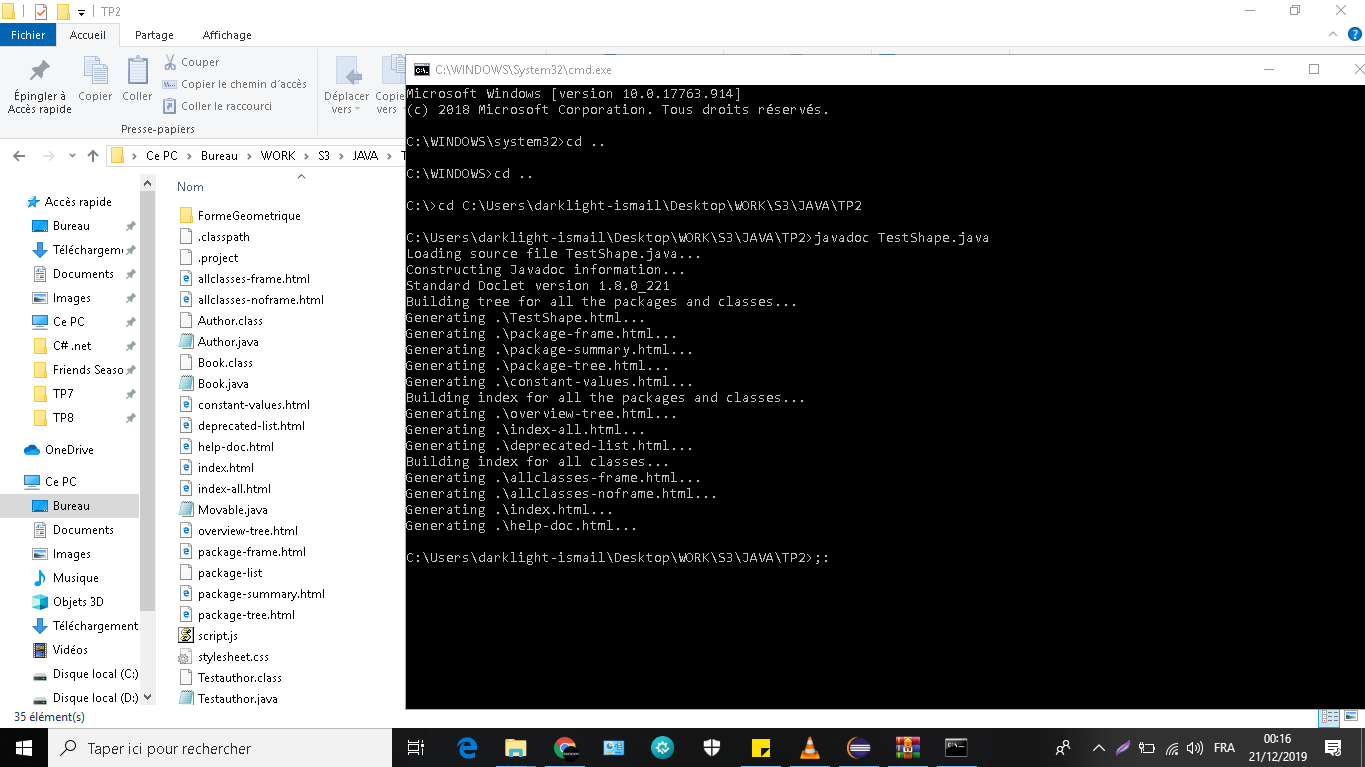 TP2
Fichier
Accueil
Partage
Affichage
Épingler à
Accès rapide
Copier
Coller
Couper
Copier le chemin d'accès
Coller le raccourci
Presse-papiers
Déplacer
vers
Copie
vers
Ce PC
Bureau
WORK
S3
JAVA
Accès rapide
Bureau
Téléchargem
Documents
Images
Ce PC
C# .net
Friends Seaso
TP7
TP8
OneDrive
Ce PC
Bureau
Documents
Images
Musique
Objets 3D
Téléchargement
Vidéos
Disque local (C:)
Disque local (D:)
Nom
FormeGeometrique
.classpath
.project
allclasses-frame.html
allclasses-noframe.html
Author.class
Author.java
Book.class
Book.java
constant-values.html
deprecated-list.html
help-doc.html
index.html
index-all.html
Movable.java
overview-tree.html
package-frame.html
package-list
package-summary.html
package-tree.html
script.js
stylesheet.css
Testauthor.class
Testauthor.java
35 élément(s)
C:\WINDOWS\System32\cmd.exe
Microsoft Windows [version 10.0.17763.914]
(c) 2018 Microsoft Corporation. Tous droits réservés.
C:\WINDOWS\system32>cd ..
C:\WINDOWS>cd ..
C:\>cd C:\Users\darklight-ismail\Desktop\WORK\S3\JAVA\TP2
C:\Users\darklight-ismail\Desktop\WORK\S3\JAVA\TP2>javadoc TestShape.java
Loading source file TestShape.java...
Constructing Javadoc information...
Standard Doclet version 1.8.0_221
Building tree for all the packages and classes...
Generating .\TestShape.html...
Generating .\package-frame.html...
Generating .\package-summary.html...
Generating .\package-tree.html...
Generating .\constant-values.html...
Building index for all the packages and classes...
Generating .\overview-tree.html...
Generating .\index-all.html...
Generating .\deprecated-list.html...
Building index for all classes...
Generating .\allclasses-frame.html...
Generating .\allclasses-noframe.html...
Generating .\index.html...
Generating .\help-doc.html...
C:\Users\darklight-ismail\Desktop\WORK\S3\JAVA\TP2>;:
Taper ici pour rechercher
FRA
00:16
21/12/2019